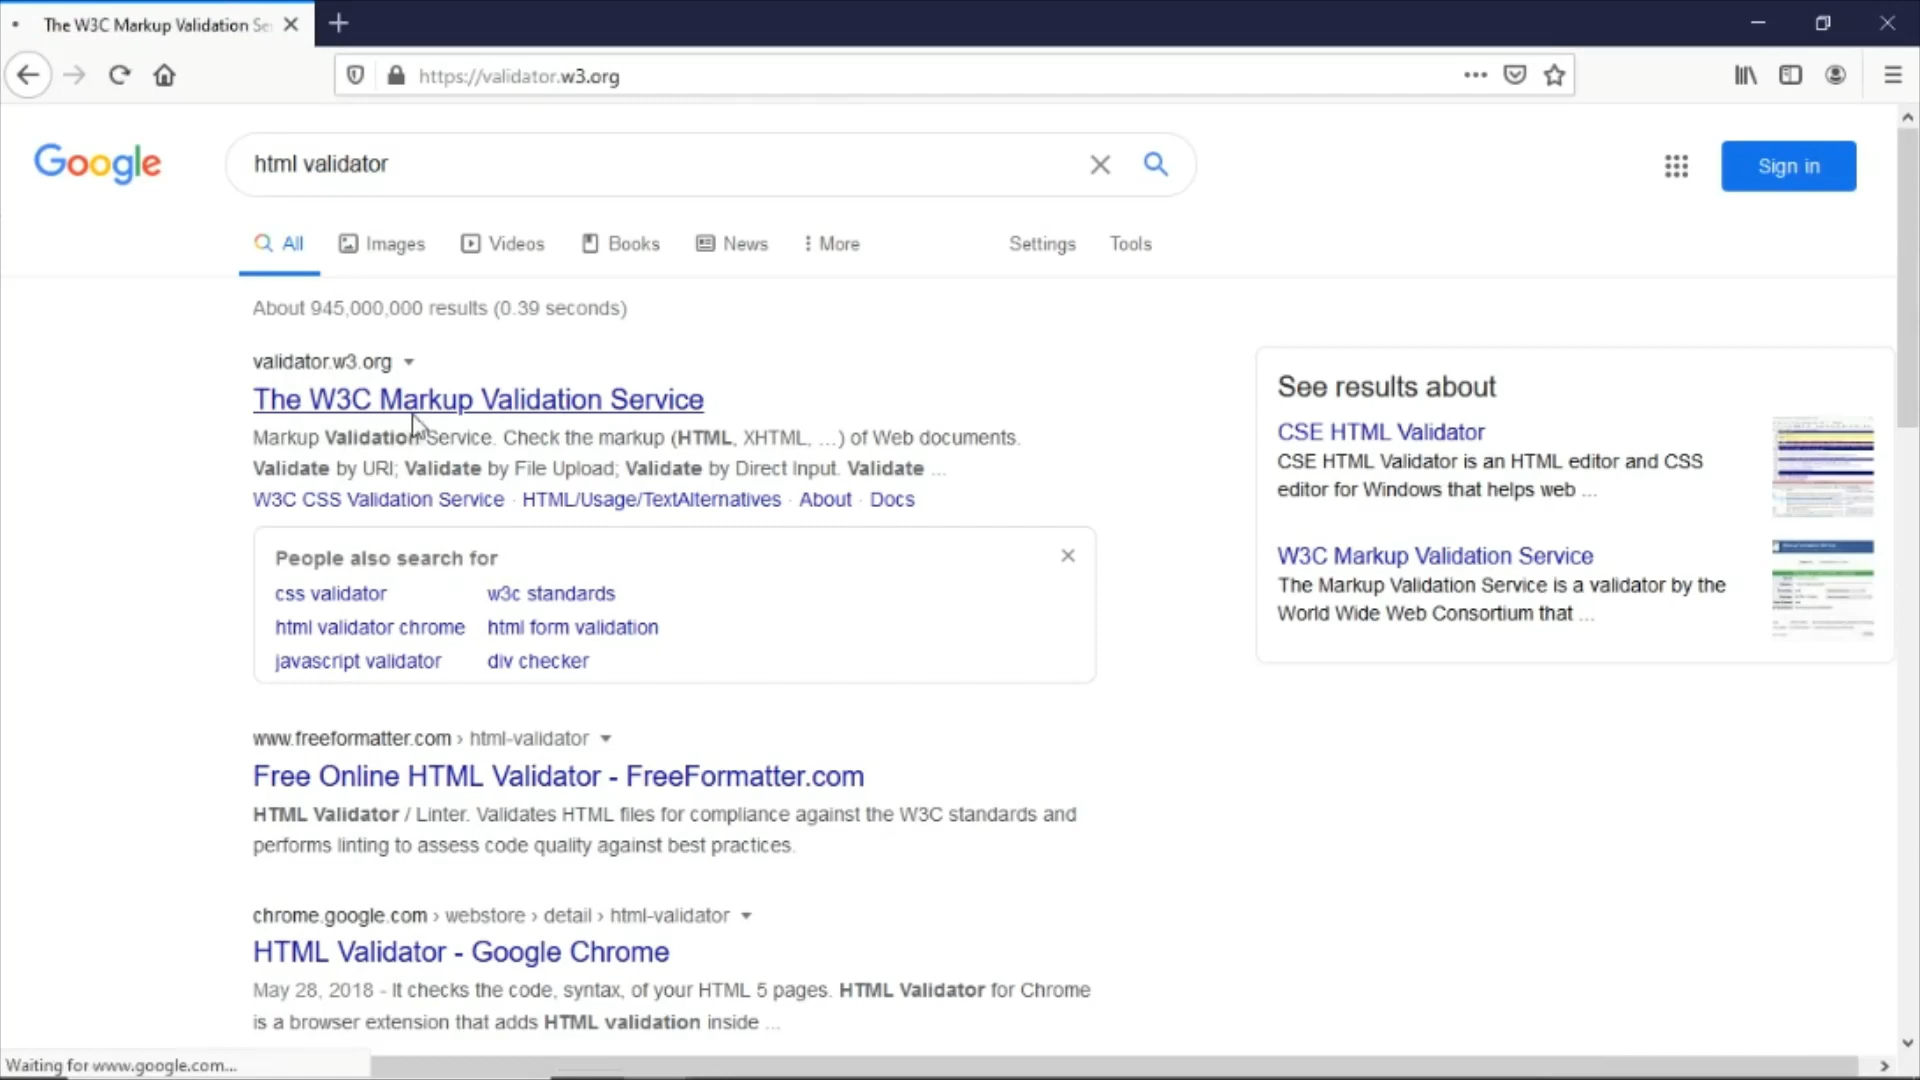 The W3C Markup Validation Se
https://validator.w3.org
Google
html validator
Sign in
All
Images
Videos
Books
News
More
Settings
Tools
About 945,000,000 results (0.39 seconds)
validator.w3.org
The W3C Markup Validation Service
Markup Validation Service. Check the markup (HTML, XHTML, ...) of Web documents.
Validate by URI; Validate by File Upload; Validate by Direct Input. Validate ...
W3C CSS Validation Service · HTML/Usage/TextAlternatives · About · Docs
People also search for
css validator
w3c standards
html validator chrome
html form validation
javascript validator
div checker
www.freeformatter.com › html-validator
Free Online HTML Validator - FreeFormatter.com
HTML Validator / Linter. Validates HTML files for compliance against the W3C standards and
performs linting to assess code quality against best practices.
chrome.google.com › webstore › detail › html-validator
HTML Validator - Google Chrome
May 28, 2018 - It checks the code, syntax, of your HTML 5 pages. HTML Validator for Chrome
is a browser extension that adds HTML validation inside ...
See results about
CSE HTML Validator
CSE HTML Validator is an HTML editor and CSS
editor for Windows that helps web ...
W3C Markup Validation Service
The Markup Validation Service is a validator by the
World Wide Web Consortium that ...
Waiting for www.google.com...